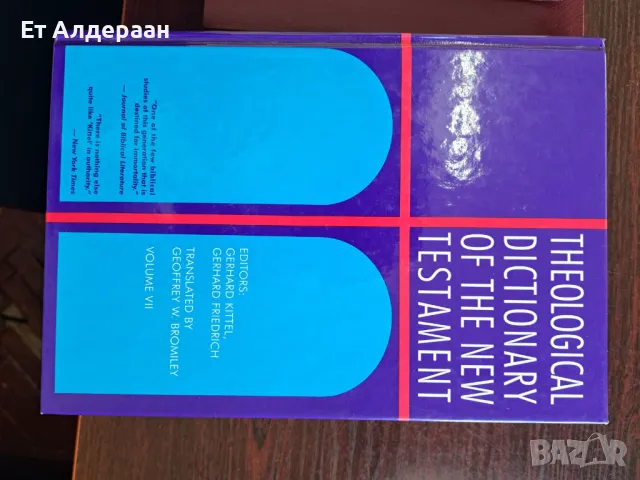 Ет Алдераан
THEOLOGICAL
DICTIONARY
OF THE NEW
TESTAMENT
"One of the few biblical
studies of this generation that is
destined for immortality."
— Journal of Biblical Literature
"There is nothing else
quite like 'Kittel' in authority."
— New York Times
EDITORS:
GERHARD KITTEL,
GERHARD FRIEDRICH
TRANSLATED BY
GEOFFREY W. BROMILEY
VOLUME VII
BAZAR